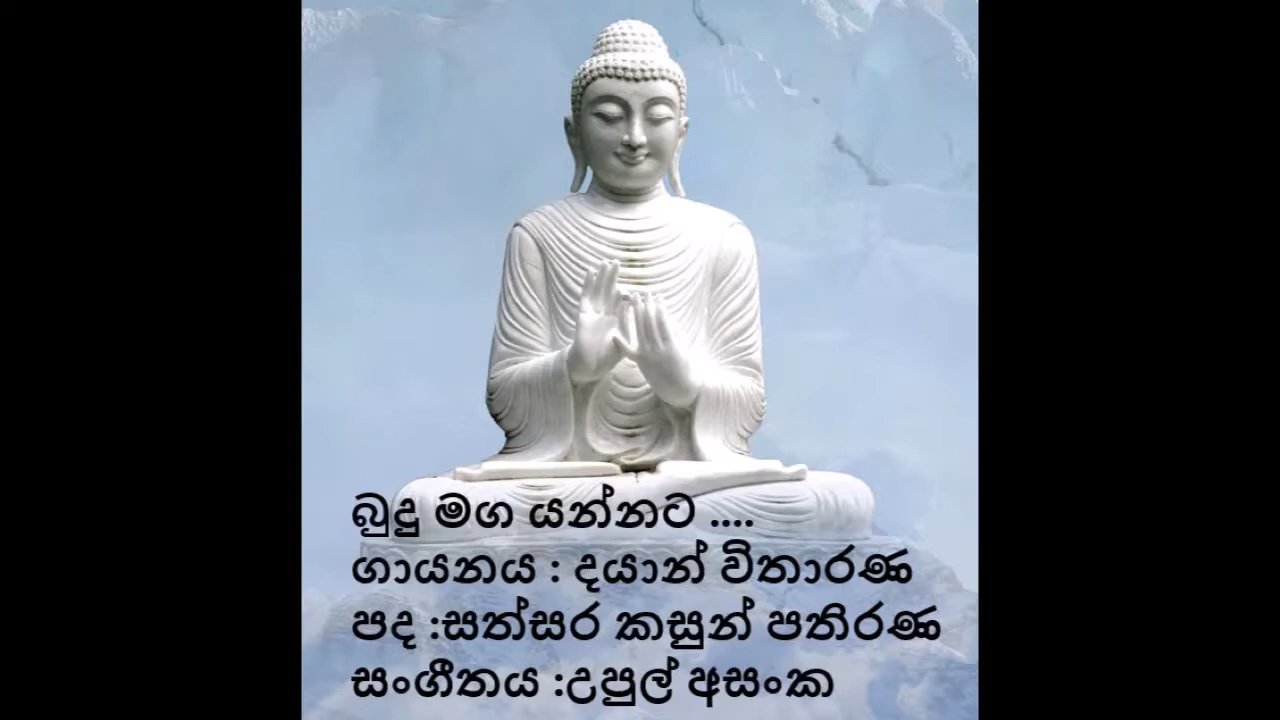 බුදු මග යන්නට ....
ගායනය : දයාන් විතාරණ
පද :සත්සර කසුන් පතිරණ
සංගීතය :උපුල් අසංක